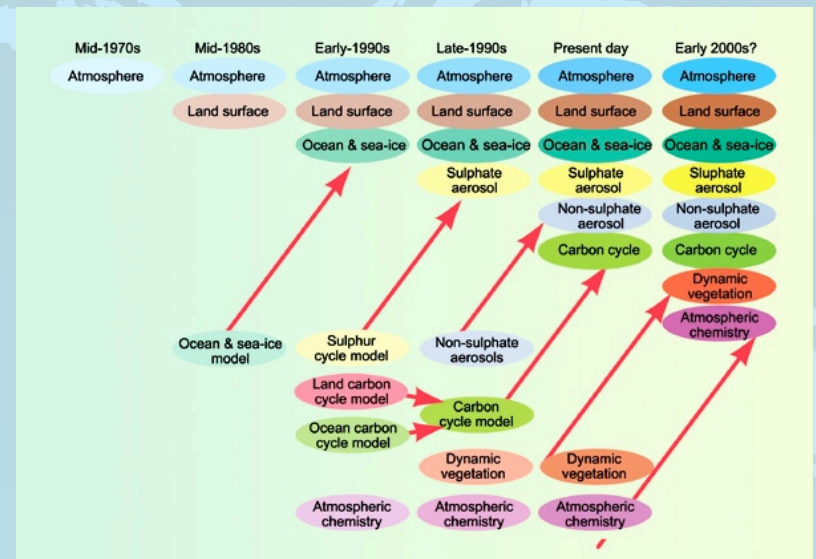 Mid-1970s Mid-1980s Early-1990s Late-1990s Present day Early 2000s?
Atmosphere Atmosphere Atmosphere Atmosphere Atmosphere Atmosphere
Land surface Land surface Land surface Land surface Land surface
Ocean & sea-ice Ocean & sea-ice Ocean & sea-ice Ocean & sea-ice
Sulphate Sulphate Sluphate
aerosol aerosol aerosol
Non-sulphate Non-sulphate
aerosol aerosol
Carbon cycle Carbon cycle
Dynamic
vegetation
Atmospheric
chemistry
Ocean & sea-ice Sulphur Non-sulphate
model cycle model aerosols
Land carbon
cycle model
Carbon
cycle model
Ocean carbon
cycle model
Dynamic Dynamic
vegetation vegetation
Atmospheric Atmospheric Atmospheric
chemistry chemistry chemistry